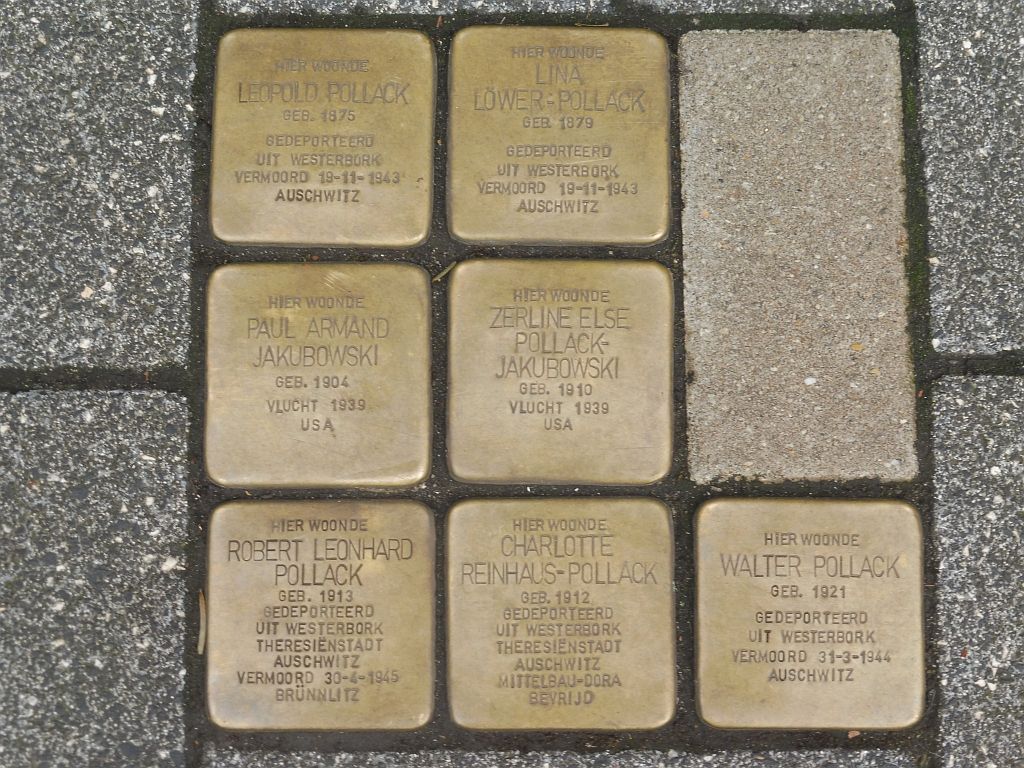 HIER WOONDE
LEOPOLD POLLACK
GEB. 1875
GEDEPORTEERD
UIT WESTERBORK
VERMOORD 19-11-1943
AUSCHWITZ
HIER WOONDE
LINA
LÖWER-POLLACK
GEB. 1879
GEDEPORTEERD
UIT WESTERBORK
VERMOORD 19-11-1943
AUSCHWITZ
HIER WOONDE
PAUL ARMAND
JAKUBOWSKI
GEB. 1904
VLUCHT 1939
USA
HIER WOONDE
ZERLINE ELSE
POLLACK-
JAKUBOWSKI
GEB. 1910
VLUCHT 1939
USA
HIER WOONDE
ROBERT LEONHARD
POLLACK
GEB. 1913
GEDEPORTEERD
UIT WESTERBORK
THERESIËNSTADT
AUSCHWITZ
VERMOORD 30-4-1945
BRÜNNLITZ
HIER WOONDE
CHARLOTTE
REINHAUS-POLLACK
GEB. 1912
GEDEPORTEERD
UIT WESTERBORK
THERESIËNSTADT
AUSCHWITZ
MITTELBAU-DORA
BEVRIJD
HIER WOONDE
WALTER POLLACK
GEB. 1921
GEDEPORTEERD
UIT WESTERBORK
VERMOORD 31-3-1944
AUSCHWITZ